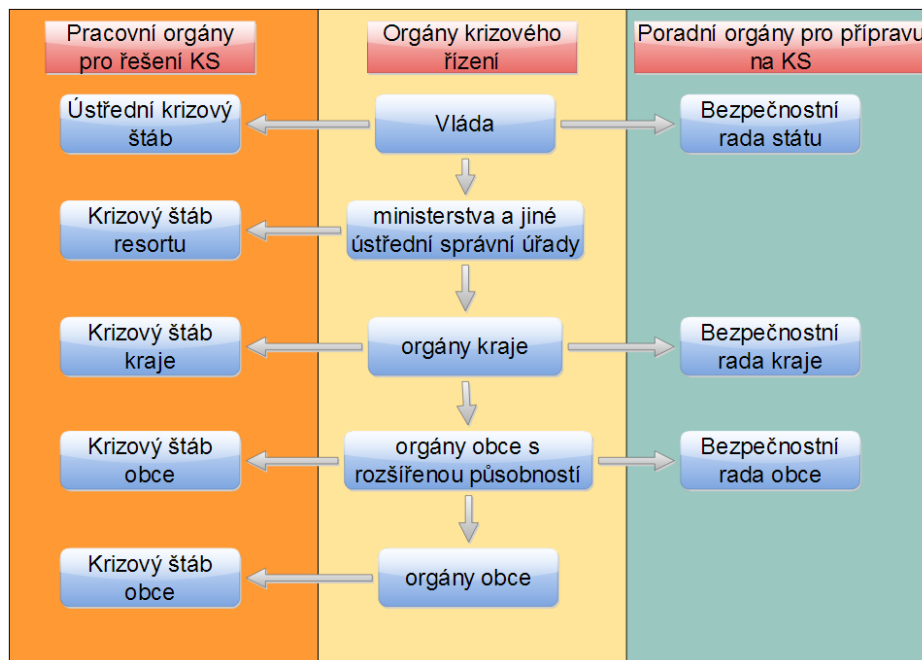 Pracovní orgány
pro řešení KS
Orgány krizového
řízení
Poradní orgány pro přípravu
na KS
Ústřední krizový
štáb
Vláda
Bezpečnostní
rada státu
Krizový štáb
resortu
ministerstva a jiné
ústřední správní úřady
Krizový štáb
kraje
orgány kraje
Bezpečnostní
rada kraje
Krizový štáb
obce
orgány obce s
rozšířenou působností
Bezpečnostní
rada obce
Krizový štáb
obce
orgány obce